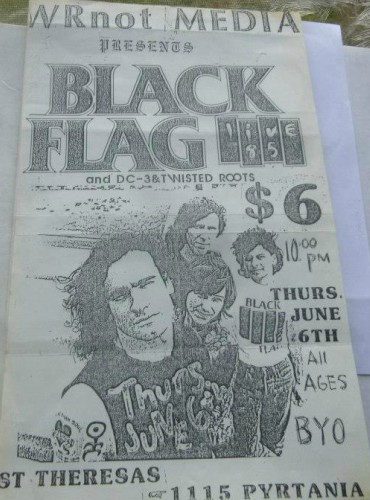 WRnot MEDIA
PRESENTS
BLACK
FLAG
live
85
and DC-3&TWISTED ROOTS
$6
10:00
PM
THURS.
JUNE
6TH
BLACK
FLAG
All
AGES
BYO
THURS.
JUNE 6
ST THERESAS
1115 PYRTANIA